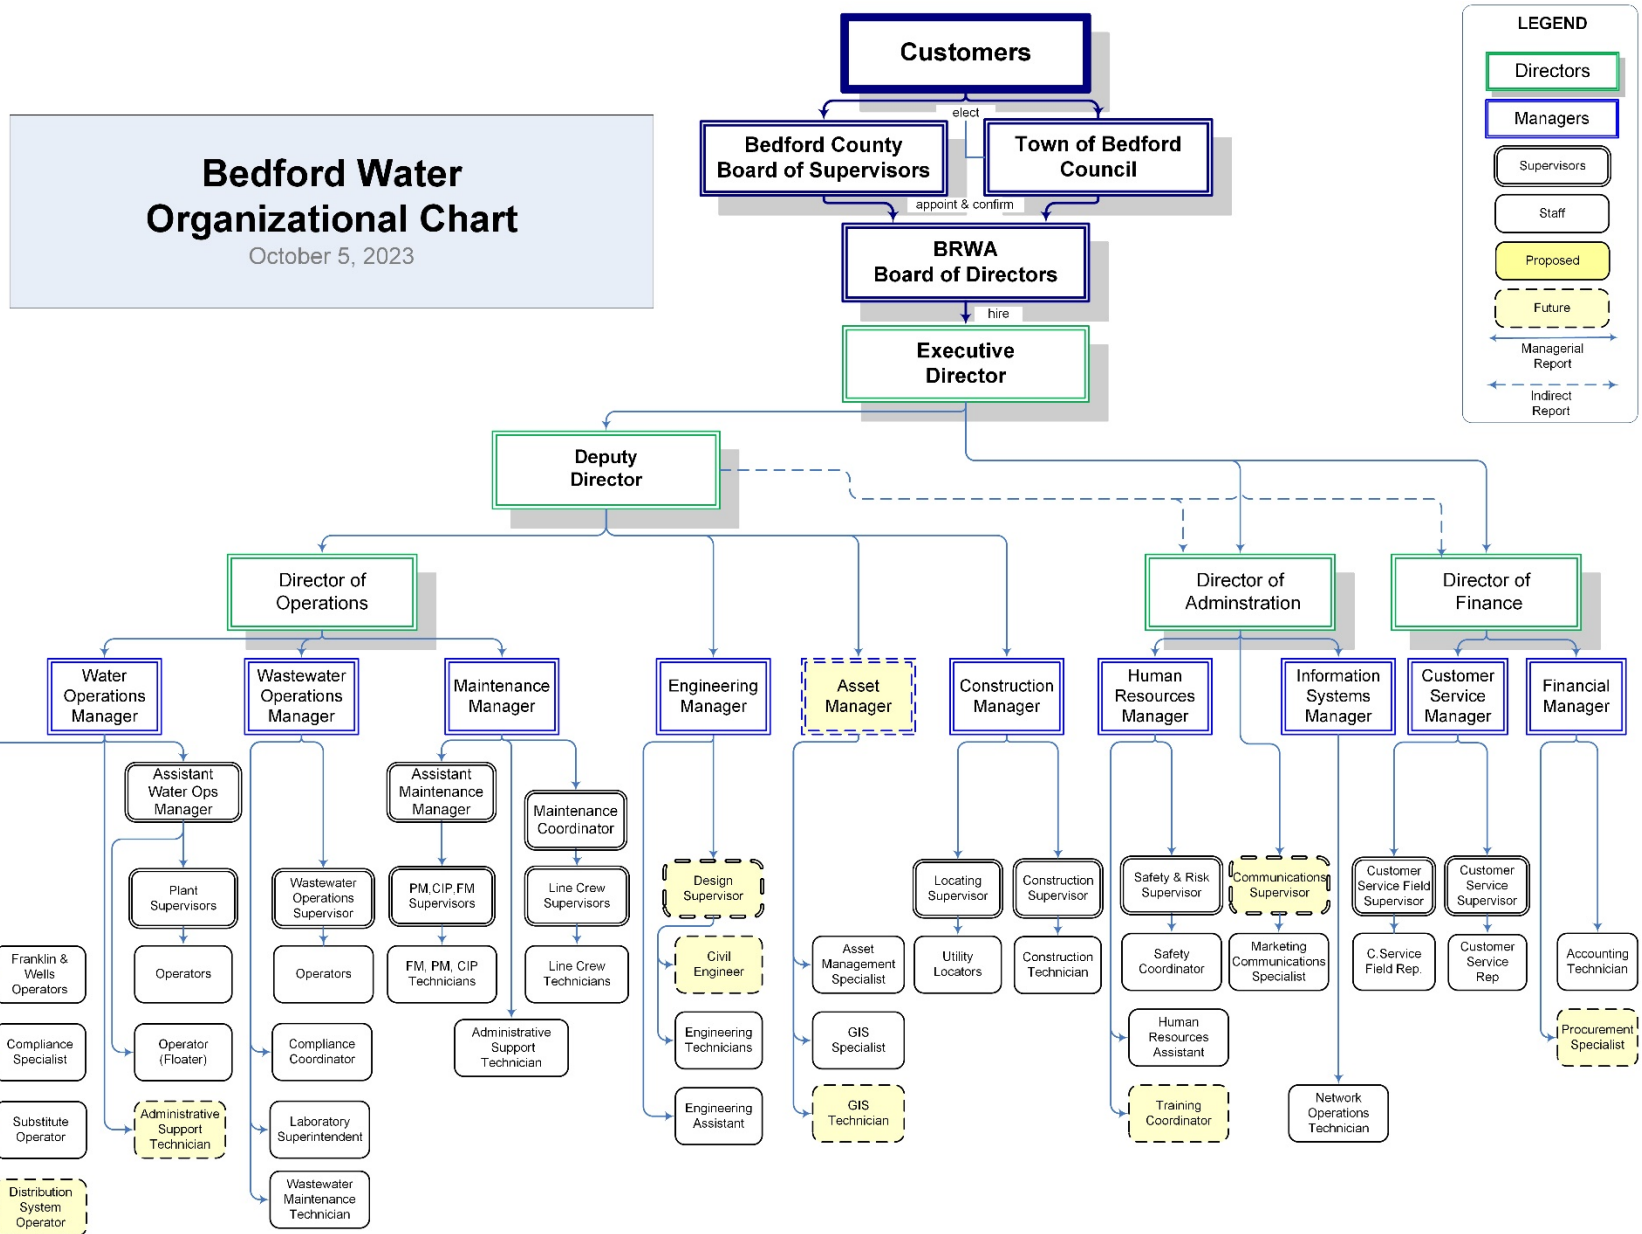 Customers
elect
Bedford County
Board of Supervisors
Town of Bedford
Council
appoint & confirm
BRWA
Board of Directors
hire
Executive
Director
Bedford Water
Organizational Chart
October 5, 2023
LEGEND
Directors
Managers
Supervisors
Staff
Proposed
Future
Managerial
Report
Indirect
Report
Deputy
Director
Director of
Operations
Director of
Adminstration
Director of
Finance
Water
Operations
Manager
Wastewater
Operations
Manager
Maintenance
Manager
Engineering
Manager
Asset
Manager
Construction
Manager
Human
Resources
Manager
Information
Systems
Manager
Customer
Service
Manager
Financial
Manager
Assistant
Water Ops
Manager
Assistant
Maintenance
Manager
Maintenance
Coordinator
Plant
Supervisors
Wastewater
Operations
Supervisor
PM,CIP,FM
Supervisors
Line Crew
Supervisors
Design
Supervisor
Locating
Supervisor
Construction
Supervisor
Safety & Risk
Supervisor
Communications
Supervisor
Customer
Service Field
Supervisor
Customer
Service
Supervisor
Franklin &
Wells
Operators
Operators
Operators
FM, PM, CIP
Technicians
Line Crew
Technicians
Civil
Engineer
Asset
Management
Specialist
Utility
Locators
Construction
Technician
Safety
Coordinator
Marketing
Communications
Specialist
C.Service
Field Rep.
Customer
Service
Rep
Accounting
Technician
Compliance
Specialist
Operator
(Floater)
Compliance
Coordinator
Administrative
Support
Technician
Engineering
Technicians
GIS
Specialist
Human
Resources
Assistant
Procurement
Specialist
Substitute
Operator
Administrative
Support
Technician
Laboratory
Superintendent
Engineering
Assistant
GIS
Technician
Training
Coordinator
Network
Operations
Technician
Distribution
System
Operator
Wastewater
Maintenance
Technician